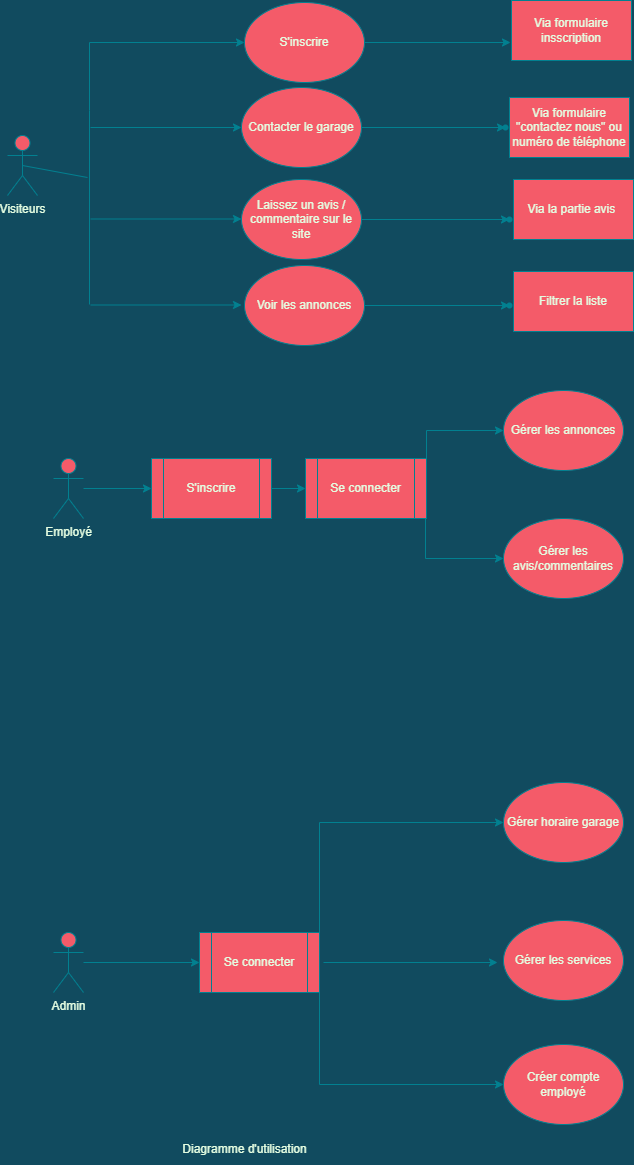 S'inscrire
Via formulaire
insscription
Contacter le garage
Via formulaire
"contactez nous" ou
numéro de téléphone
Visiteurs
Laissez un avis /
commentaire sur le
site
Via la partie avis
Voir les annonces
Filtrer la liste
Gérer les annonces
S'inscrire
Se connecter
Employé
Gérer les
avis/commentaires
Gérer horaire garage
Se connecter
Gérer les services
Admin
Créer compte
employé
Diagramme d'utilisation